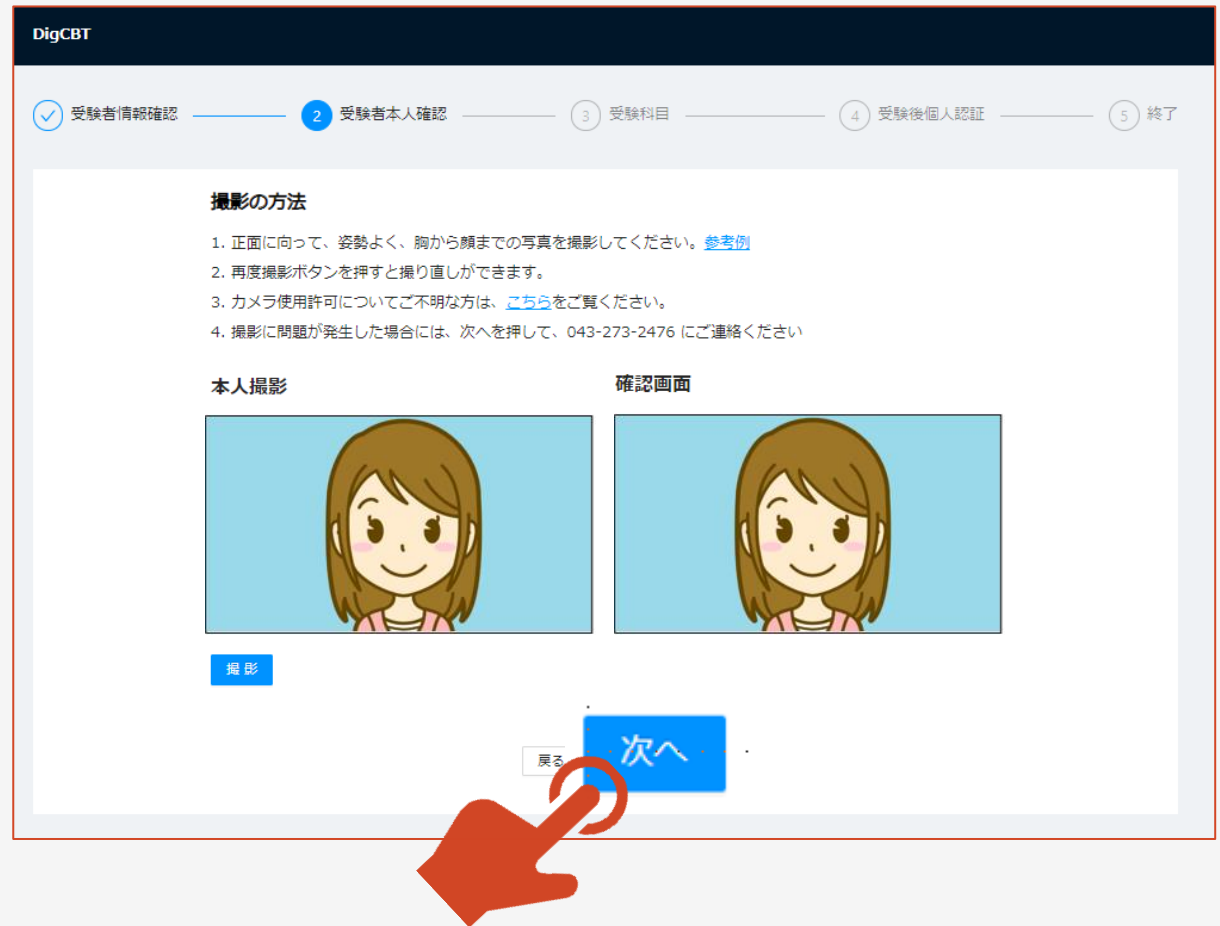 DigCBT
受験者情報確認
2 受験者本人確認
3 受験科目
4 受験後個人認証
5 終了
撮影の方法
1. 正面に向って、姿勢よく、胸から顔までの写真を撮影してください。参考例
2. 再度撮影ボタンを押すと撮り直しができます。
3. カメラ使用許可についてご不明な方は、こちらをご覧ください。
4. 撮影に問題が発生した場合には、次へを押して、043-273-2476 にご連絡ください
本人撮影
確認画面
撮 影
戻る
次へ